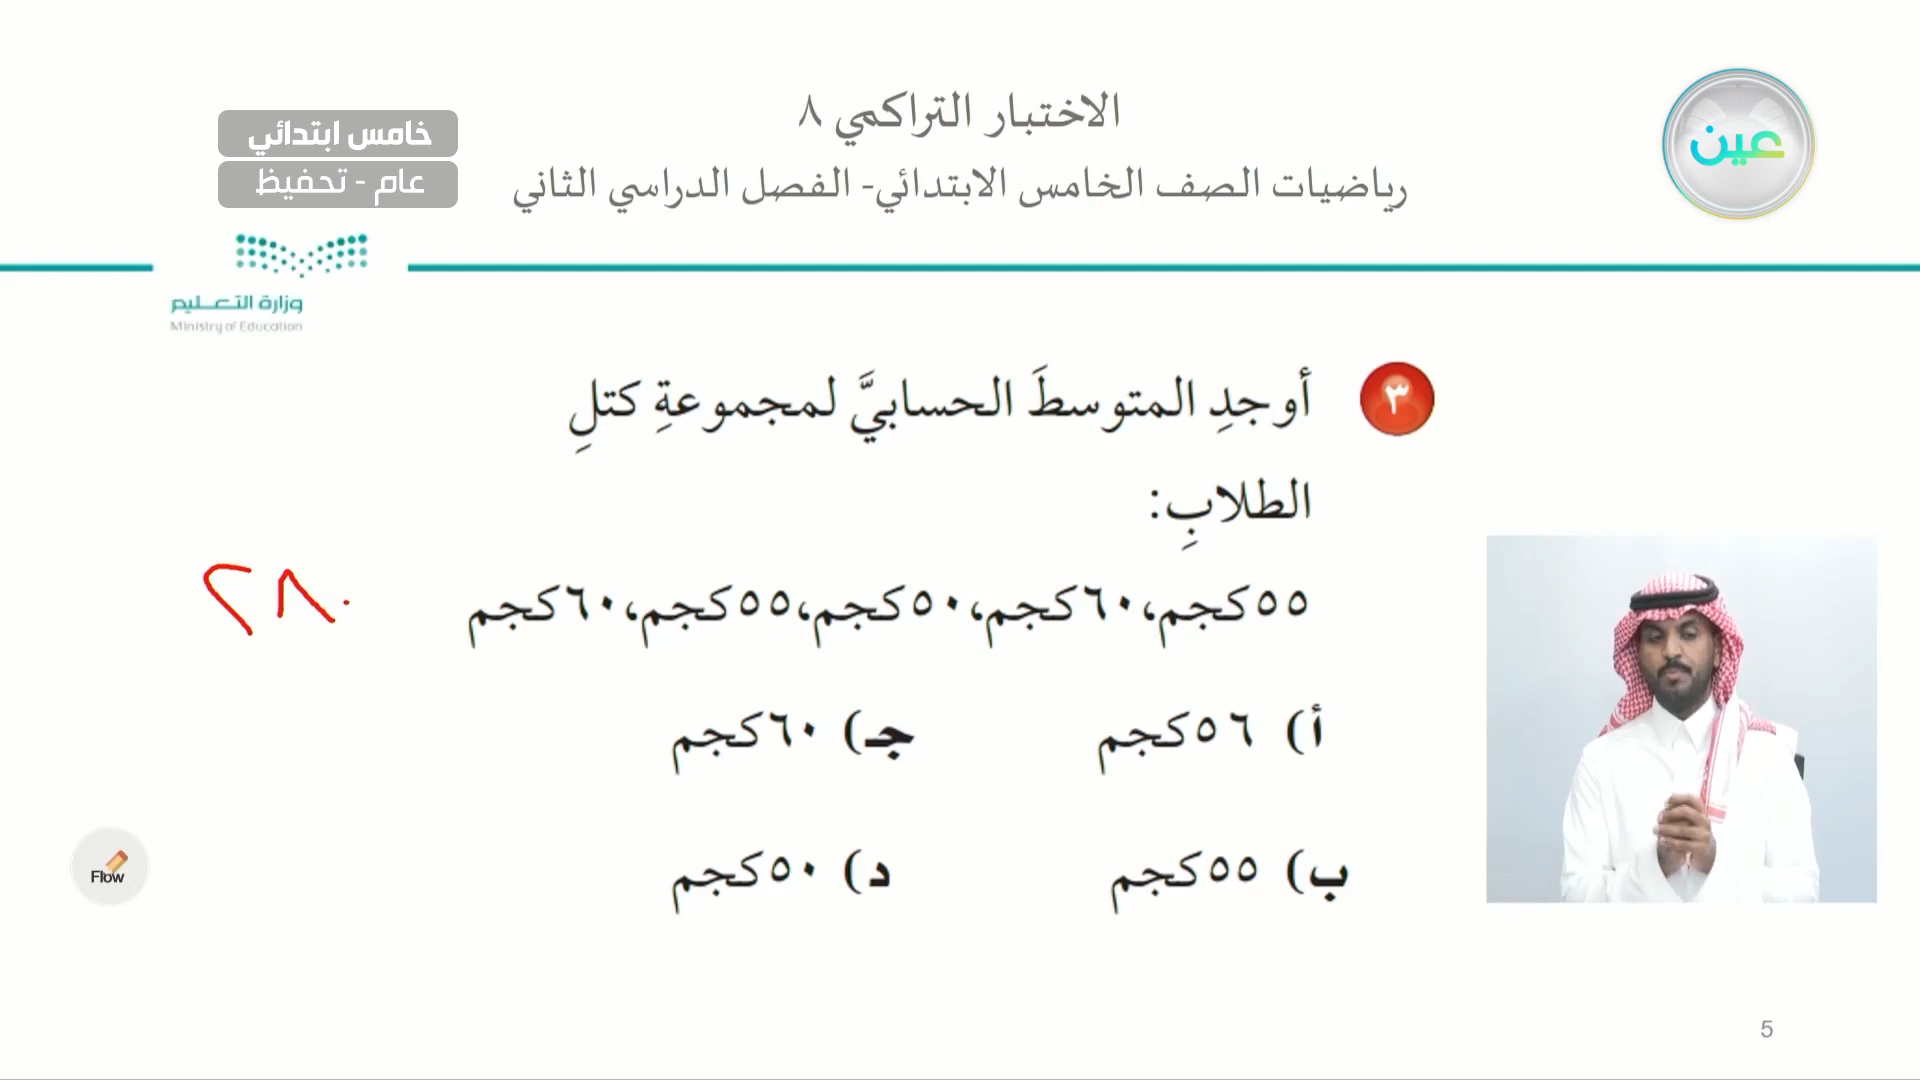 الاختبار التراكمي ٨
رياضيات الصف الخامس الابتدائي- الفصل الدراسي الثاني
عين
خامس ابتدائي
عام - تحفيظ
وزارة التعليم
Ministry of Education
٣ أوجدِ المتوسطَ الحسابيَّ لمجموعةِ كتلِ
الطلابِ:
٥٥كجم، ٦٠كجم، ٥٠كجم، ٥٥كجم، ٦٠كجم
٢٨٠
أ) ٥٦كجم
جـ) ٦٠كجم
ب) ٥٥كجم
د) ٥٠كجم
Flow
5